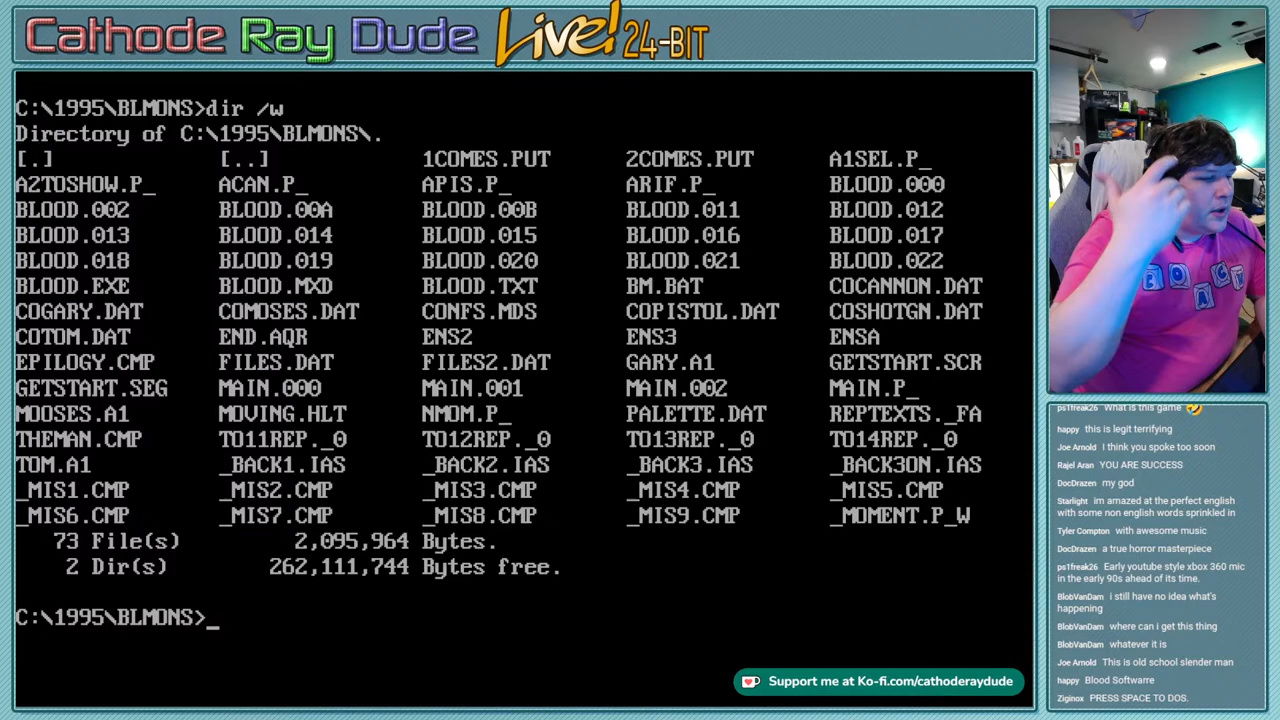 Cathode Ray Dude Live! 24-BIT
C:\1995\BLMONS>dir /w
Directory of C:\1995\BLMONS\.
[.] [..] 1COMES.PUT 2COMES.PUT A1SEL.P_
A2TOSHOW.P_ ACAN.P_ APIS.P_ ARIF.P_ BLOOD.000
BLOOD.002 BLOOD.00A BLOOD.00B BLOOD.011 BLOOD.012
BLOOD.013 BLOOD.014 BLOOD.015 BLOOD.016 BLOOD.017
BLOOD.018 BLOOD.019 BLOOD.020 BLOOD.021 BLOOD.022
BLOOD.EXE BLOOD.MXD BLOOD.TXT BM.BAT COCANNON.DAT
COGARY.DAT COMOSES.DAT CONFS.MDS COPISTOL.DAT COSHOTGN.DAT
COTOM.DAT END.AQR ENS2 ENS3 ENSA
EPILOGY.CMP FILES.DAT FILES2.DAT GARY.A1 GETSTART.SCR
GETSTART.SEG MAIN.000 MAIN.001 MAIN.002 MAIN.P_
MOOSES.A1 MOVING.HLT NMOM.P_ PALETTE.DAT REPTEXTS._FA
THEMAN.CMP TO11REP._0 TO12REP._0 TO13REP._0 TO14REP._0
TOM.A1 _BACK1.IAS _BACK2.IAS _BACK3.IAS _BACK3ON.IAS
_MIS1.CMP _MIS2.CMP _MIS3.CMP _MIS4.CMP _MIS5.CMP
_MIS6.CMP _MIS7.CMP _MIS8.CMP _MIS9.CMP _MOMENT.P_W
73 File(s) 2,095,964 Bytes.
2 Dir(s) 262,111,744 Bytes free.
C:\1995\BLMONS>_
Support me at Ko-fi.com/cathoderaydude
ps1freak26 What is this game 🤣
happy this is legit terrifying
Joe Arnold I think you spoke too soon
Rajel Aran YOU ARE SUCCESS
DocDrazen my god
Starlight im amazed at the perfect english
with some non english words sprinkled in
Tyler Compton with awesome music
DocDrazen a true horror masterpiece
ps1freak26 Early youtube style xbox 360 mic
in the early 90s ahead of its time.
BlobVanDam i still have no idea what's
happening
BlobVanDam where can i get this thing
BlobVanDam whatever it is
Joe Arnold This is old school slender man
happy Blood Softwarre
Ziginox PRESS SPACE TO DOS.